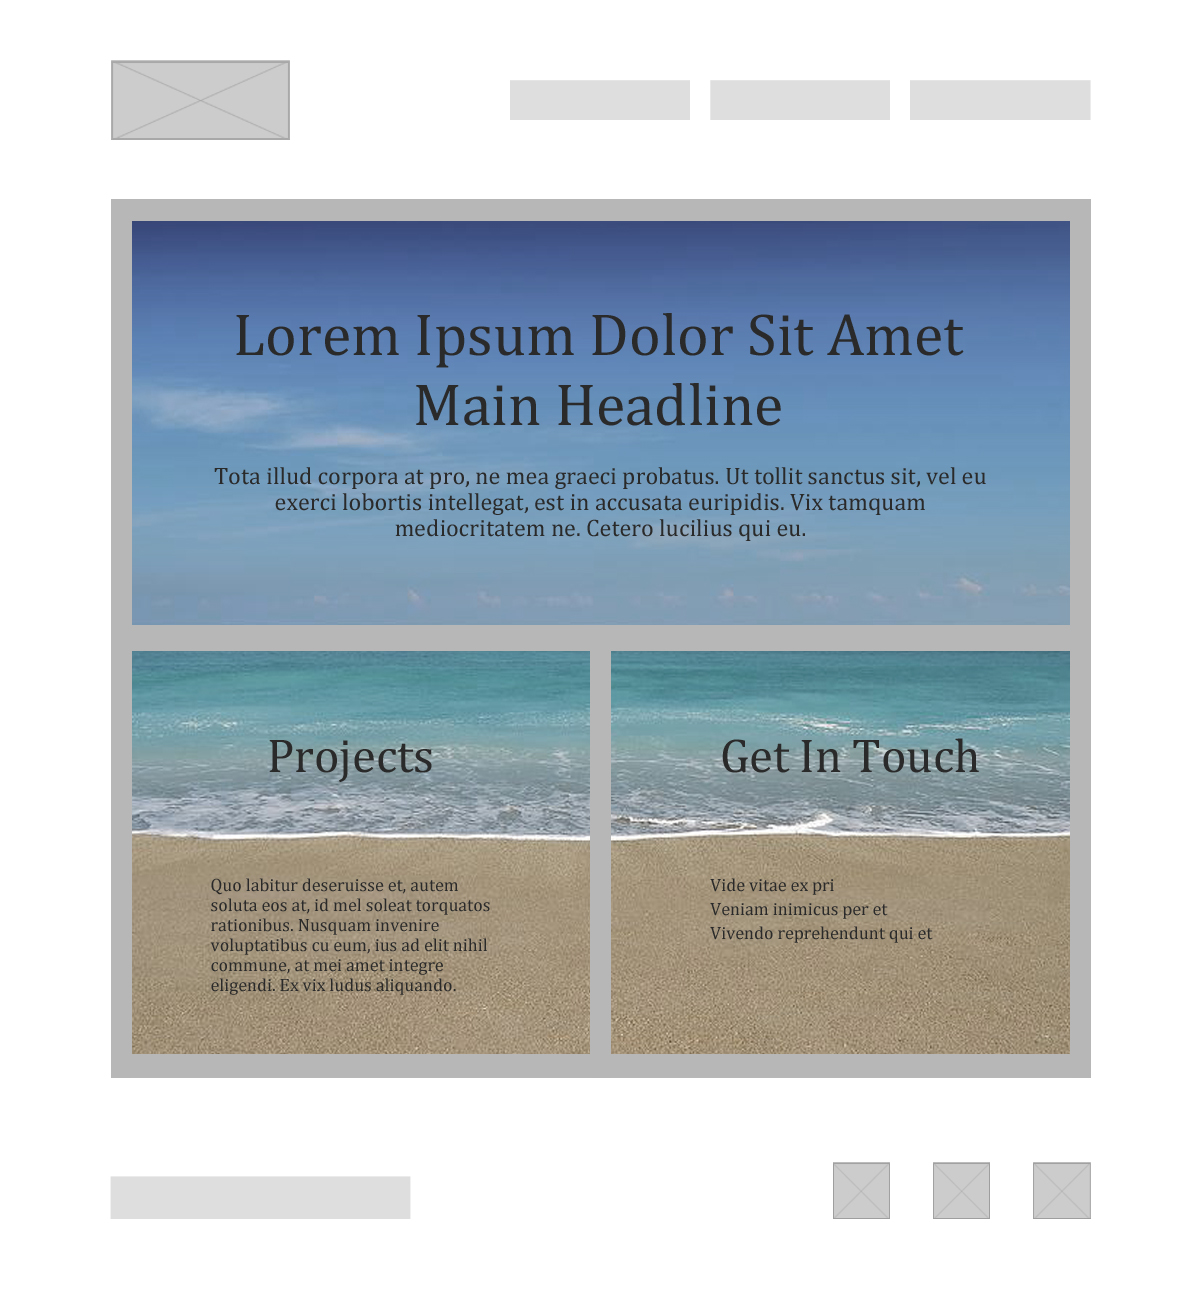 Lorem Ipsum Dolor Sit Amet
Main Headline
Tota illud corpora at pro, ne mea graeci probatus. Ut tollit sanctus sit, vel eu
exerci lobortis intellegat, est in accusata euripidis. Vix tamquam
mediocritatem ne. Cetero lucilius qui eu.
Projects
Quo labitur deseruisse et, autem
soluta eos at, id mel soleat torquatos
rationibus. Nusquam invenire
voluptatibus cu eum, ius ad elit nihil
commune, at mei amet integre
eligendi. Ex vix ludus aliquando.
Get In Touch
Vide vitae ex pri
Veniam inimicus per et
Vivendo reprehendunt qui et